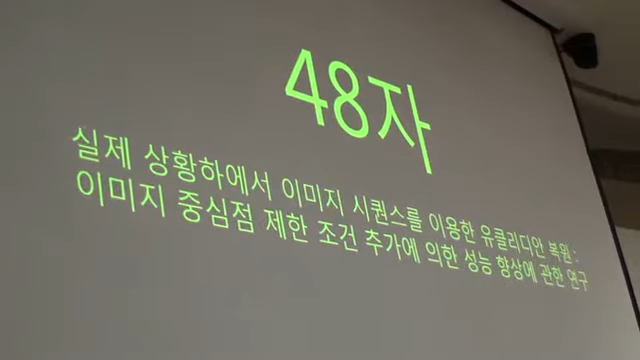 48자
실제 상황하에서 이미지 시퀀스를 이용한 유클리디안 복원 :
이미지 중심점 제한 조건 추가에 의한 성능 향상에 관한 연구